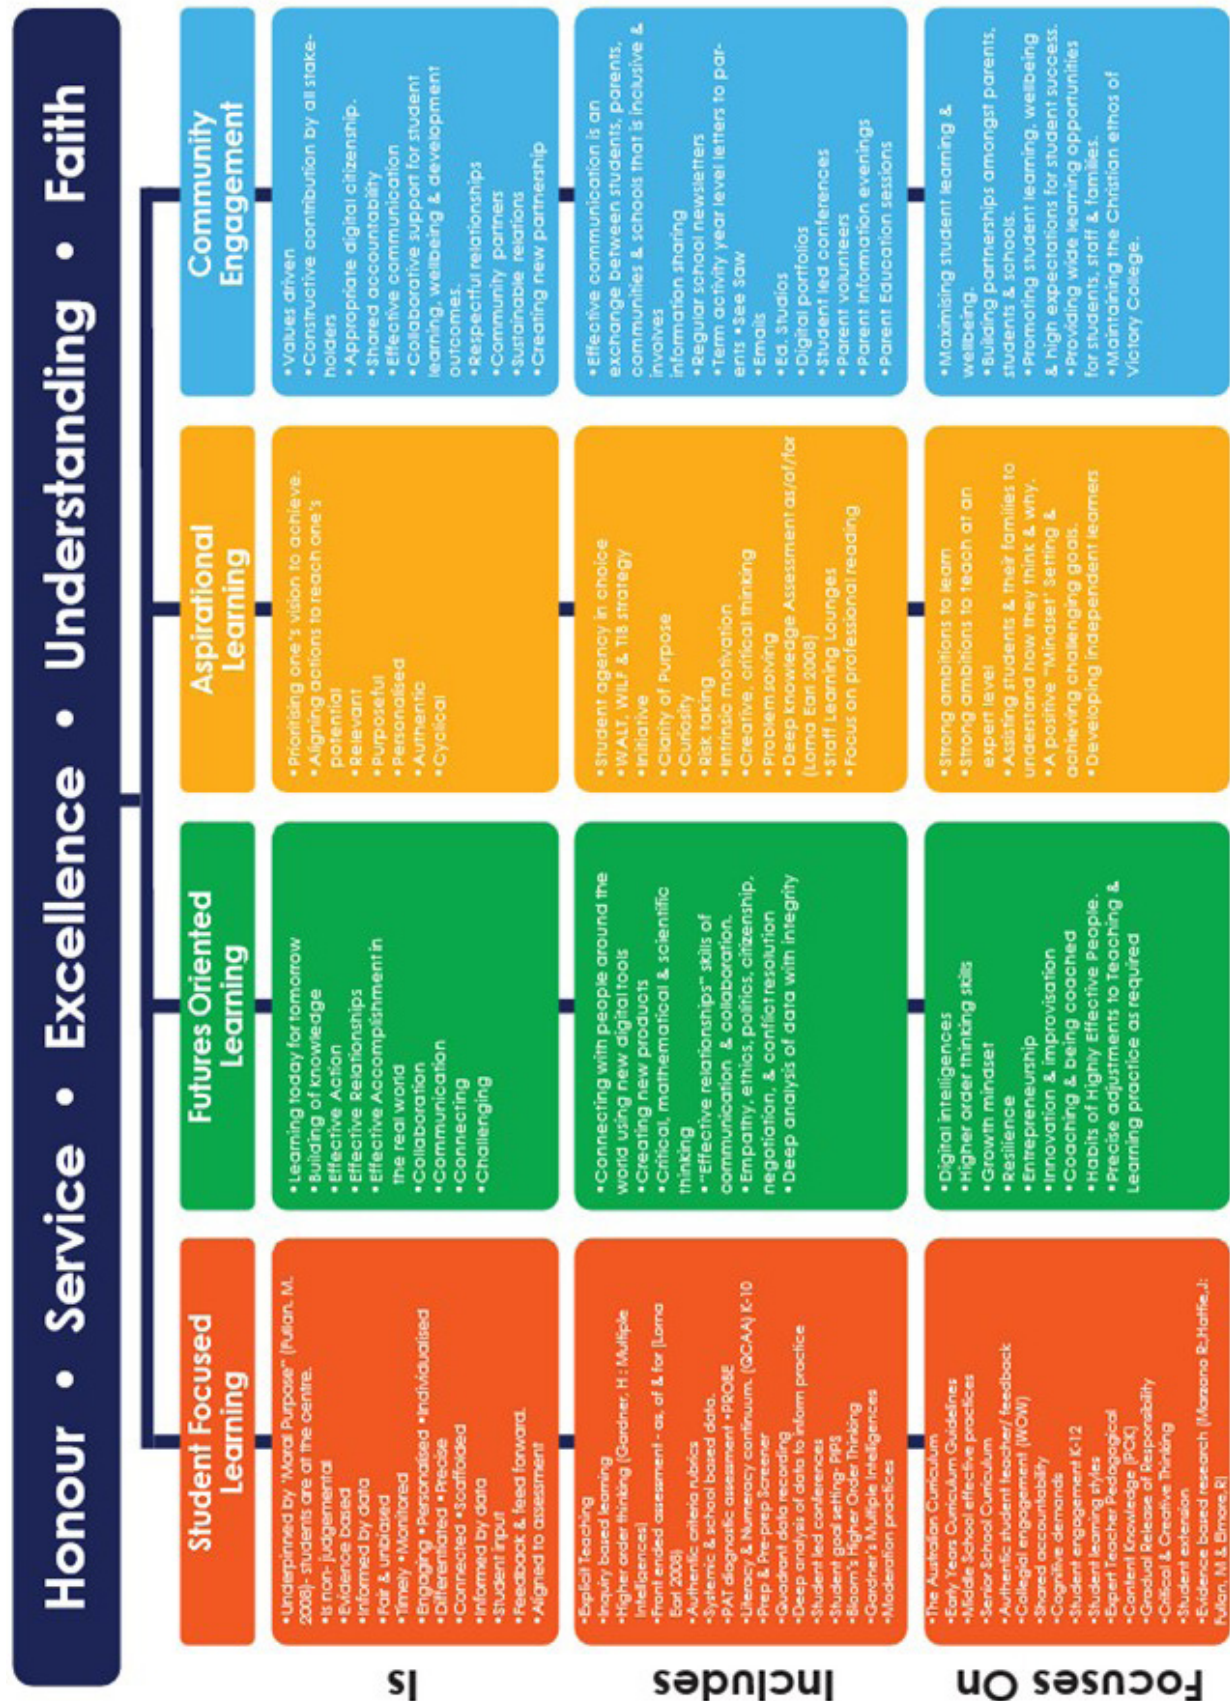 Honour • Service • Excellence • Understanding • Faith
Student Focused
Learning
Futures Oriented
Learning
Aspirational
Learning
Community
Engagement
Is
•Underpinned by 'Moral Purpose" (Fullan, M.
2008)- students are at the centre.
•Is non- judgemental
•Evidence based
•Informed by data
•Fair & unbiased
•Timely •Monitored
•Engaging •Personalised •Individualised
•Differentiated •Precise
•Connected •Scaffolded
•Informed by data
•Student input
•Feedback & feed forward.
•Aligned to assessment
•Learning today for tomorrow
•Building of knowledge
•Effective Action
•Effective Relationships
•Effective Accomplishment in
the real world
•Collaboration
•Communication
•Connecting
•Challenging
•Prioritising one's vision to achieve.
•Aligning actions to reach one's
potential
•Relevant
•Purposeful
•Personalised
•Authentic
•Cyclical
•Values driven
•Constructive contribution by all stake-
holders
•Appropriate digital citizenship.
•Shared accountability
•Effective communication
•Collaborative support for student
learning, wellbeing & development
outcomes.
•Respectful relationships
•Community partners
•Sustainable relations
•Creating new partnership
Includes
•Explicit Teaching
•Inquiry based learning
•Higher order thinking (Gardner, H : Multiple
Intelligences)
•Front ended assessment - as, of & for (Lorna
Earl 2008)
•Authentic criteria rubrics
•Systemic & school based data.
•PAT diagnostic assessment •PROBE
•Literacy & Numeracy continuum. (QCAA) K-10
•Prep & Pre-prep Screener
•Quadrant data recording
•Deep analysis of data to inform practice
•Student led conferences
•Student goal setting- PIPS
•Bloom's Higher Order Thinking
•Gardner's Multiple Intelligences
•Moderation practices
•Connecting with people around the
world using new digital tools
•Creating new products
•Critical, mathematical & scientific
thinking
•"Effective relationships" skills of
communication & collaboration.
•Empathy, ethics, politics, citizenship,
negotiation, & conflict resolution
•Deep analysis of data with integrity
•Student agency in choice
•WALT, WILF & TIB strategy
•Initiative
•Clarity of Purpose
•Curiosity
•Risk taking
•Intrinsic motivation
•Creative, critical thinking
•Problem solving
•Deep knowledge Assessment as/of/for
(Lorna Earl 2008)
•Staff Learning Lounges
•Focus on professional reading
•Effective communication is an
exchange between students, parents,
communities & schools that is inclusive &
involves
information sharing
•Regular school newsletters
•Term activity year level letters to par-
ents •See Saw
•Emails
•Ed. Studios
•Digital portfolios
•Student led conferences
•Parent volunteers
•Parent Information evenings
•Parent Education sessions
Focuses On
•The Australian Curriculum
•Early Years Curriculum Guidelines
•Middle School effective practices
•Senior School Curriculum
•Authentic student teacher/ feedback
•Collegial engagement (WOW)
•Shared accountability
•Cognitive demands
•Student engagement K-12
•Student learning styles
•Expert Teacher Pedagogical
•Content Knowledge (PCK)
•Gradual Release of Responsibility
•Critical & Creative Thinking
•Student extension
•Evidence based research (Marzano R;,Hattie,J:
•Digital intelligences
•Higher order thinking skills
•Growth mindset
•Resilience
•Entrepreneurship
•Innovation & improvisation
•Coaching & being coached
•Habits of Highly Effective People.
•Precise adjustments to Teaching &
Learning practice as required
•Strong ambitions to learn
•Strong ambitions to teach at an
expert level
•Assisting students & their families to
understand how they think & why.
•A positive "Mindset' Setting &
achieving challenging goals.
•Developing independent learners
•Maximising student learning &
wellbeing.
•Building partnerships amongst parents,
students & schools.
•Promoting student learning, wellbeing
& high expectations for student success.
•Providing wide learning opportunities
for students, staff & families.
•Maintaining the Christian ethos of
Victory College.